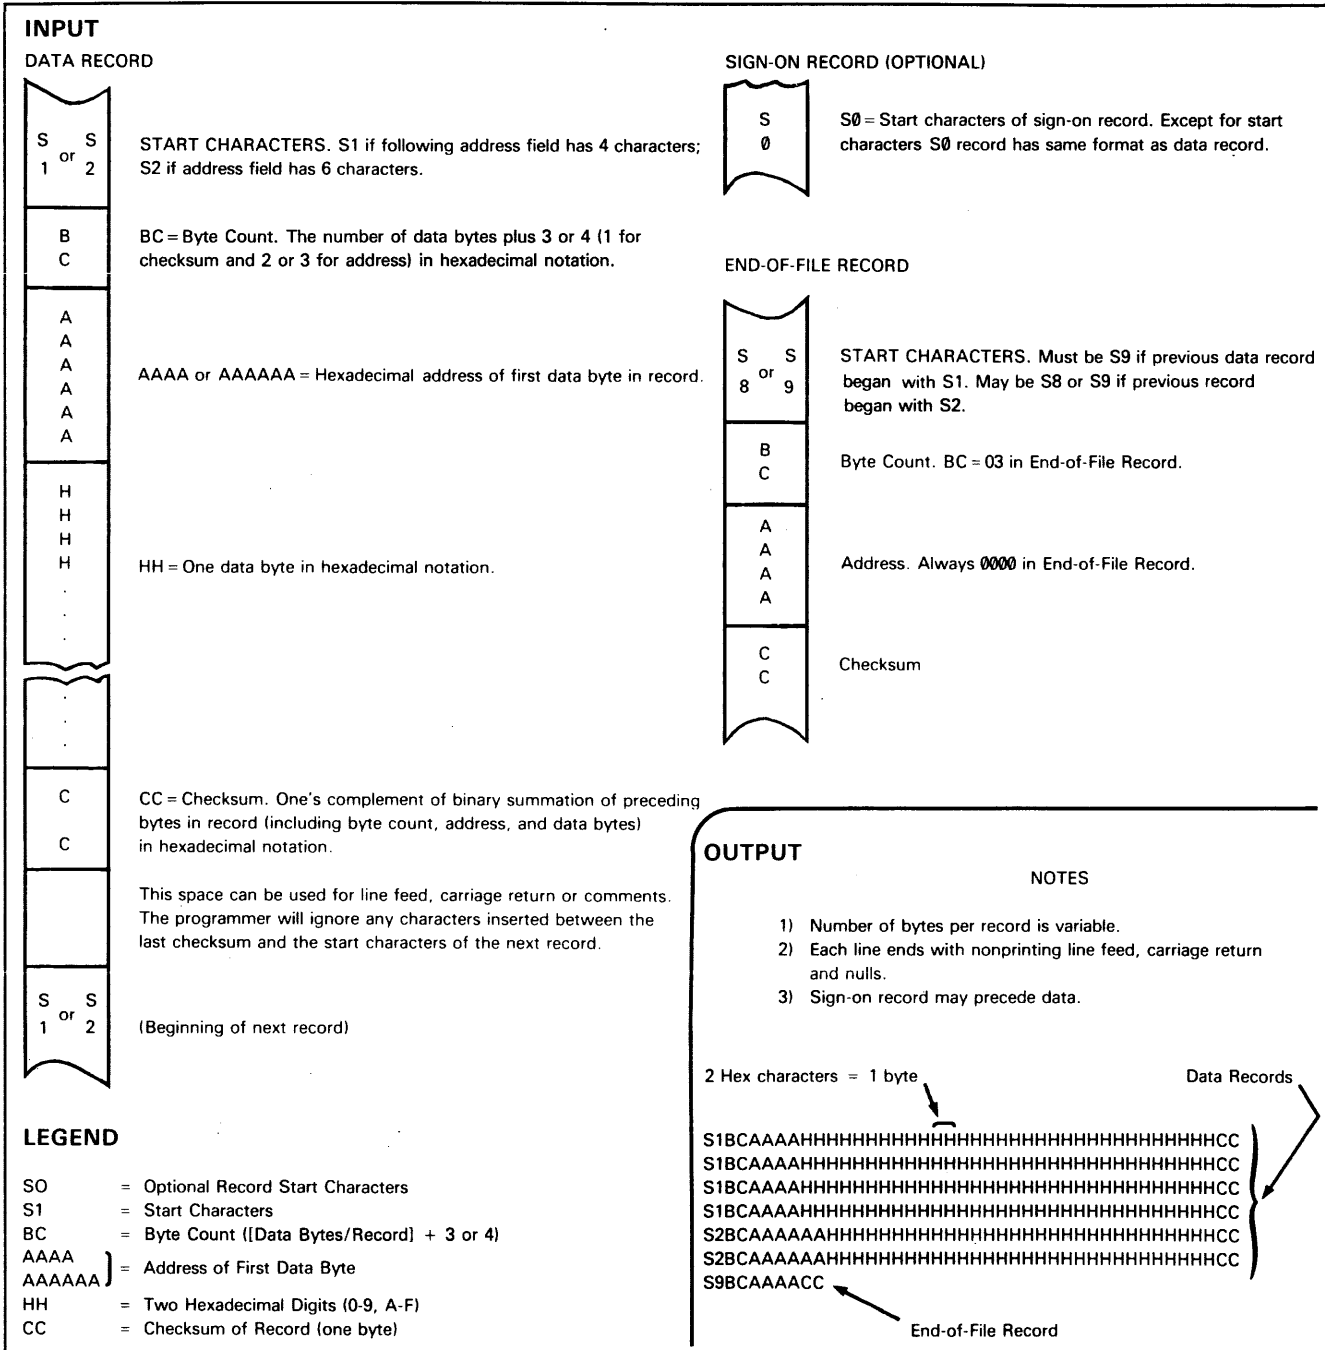 INPUT
DATA RECORD
S S
or
1 2
START CHARACTERS. S1 if following address field has 4 characters;
S2 if address field has 6 characters.
B
C
BC = Byte Count. The number of data bytes plus 3 or 4 (1 for
checksum and 2 or 3 for address) in hexadecimal notation.
A
A
A
A
A
A
AAAA or AAAAAA = Hexadecimal address of first data byte in record.
H
H
H
H
.
.
.
HH = One data byte in hexadecimal notation.
.
.
.
C
C
CC = Checksum. One's complement of binary summation of preceding
bytes in record (including byte count, address, and data bytes)
in hexadecimal notation.
This space can be used for line feed, carriage return or comments.
The programmer will ignore any characters inserted between the
last checksum and the start characters of the next record.
S S
or
1 2
(Beginning of next record)
LEGEND
SO = Optional Record Start Characters
S1 = Start Characters
BC = Byte Count ([Data Bytes/Record] + 3 or 4)
AAAA
AAAAAA = Address of First Data Byte
HH = Two Hexadecimal Digits (0-9, A-F)
CC = Checksum of Record (one byte)
SIGN-ON RECORD (OPTIONAL)
S
Ø
SØ = Start characters of sign-on record. Except for start
characters SØ record has same format as data record.
END-OF-FILE RECORD
S S
or
8 9
START CHARACTERS. Must be S9 if previous data record
began with S1. May be S8 or S9 if previous record
began with S2.
B
C
Byte Count. BC = 03 in End-of-File Record.
A
A
A
A
Address. Always ØØØØ in End-of-File Record.
C
C
Checksum
OUTPUT
NOTES
1) Number of bytes per record is variable.
2) Each line ends with nonprinting line feed, carriage return
and nulls.
3) Sign-on record may precede data.
2 Hex characters = 1 byte
Data Records
S1BCAAAAHHHHHHHHHHHHHHHHHHHHHHHHHHHHHHHHCC
S1BCAAAAHHHHHHHHHHHHHHHHHHHHHHHHHHHHHHHHCC
S1BCAAAAHHHHHHHHHHHHHHHHHHHHHHHHHHHHHHHHCC
S1BCAAAAHHHHHHHHHHHHHHHHHHHHHHHHHHHHHHHHCC
S2BCAAAAAAHHHHHHHHHHHHHHHHHHHHHHHHHHHHHHCC
S2BCAAAAAAHHHHHHHHHHHHHHHHHHHHHHHHHHHHHHCC
S9BCAAAACC
End-of-File Record